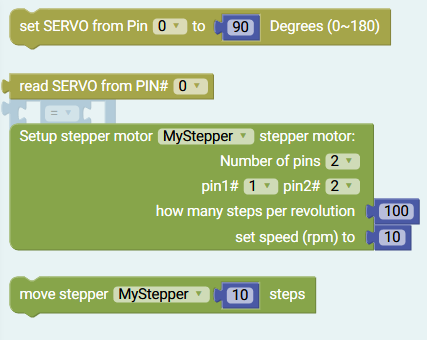 set SERVO from Pin 0 ▾ to 90 Degrees (0~180)
read SERVO from PIN# 0 ▾
= ▾
Setup stepper motor MyStepper ▾ stepper motor:
Number of pins 2 ▾
pin1# 1 ▾ pin2# 2 ▾
how many steps per revolution 100
set speed (rpm) to 10
move stepper MyStepper ▾ 10 steps